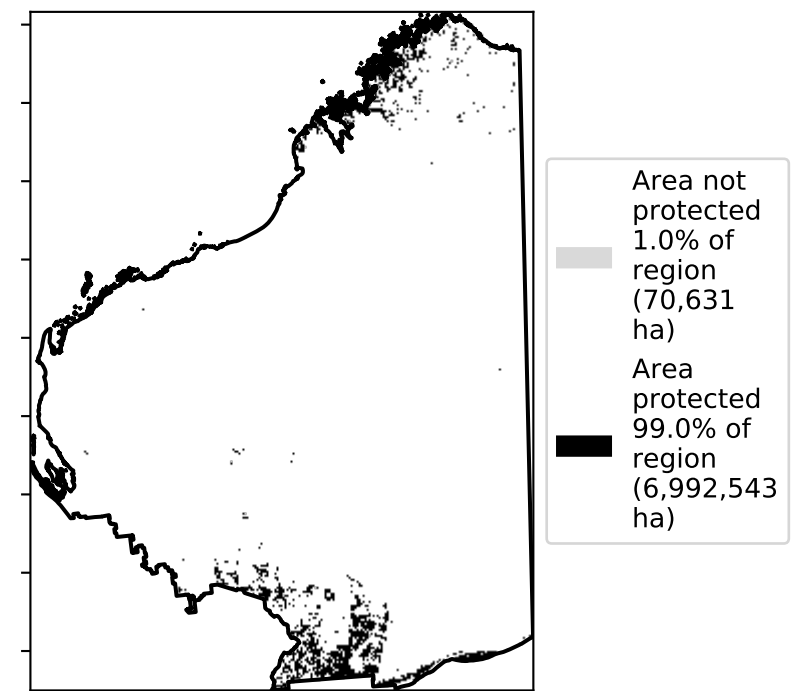 Area not
protected
1.0% of
region
(70,631
ha)
Area
protected
99.0% of
region
(6,992,543
ha)